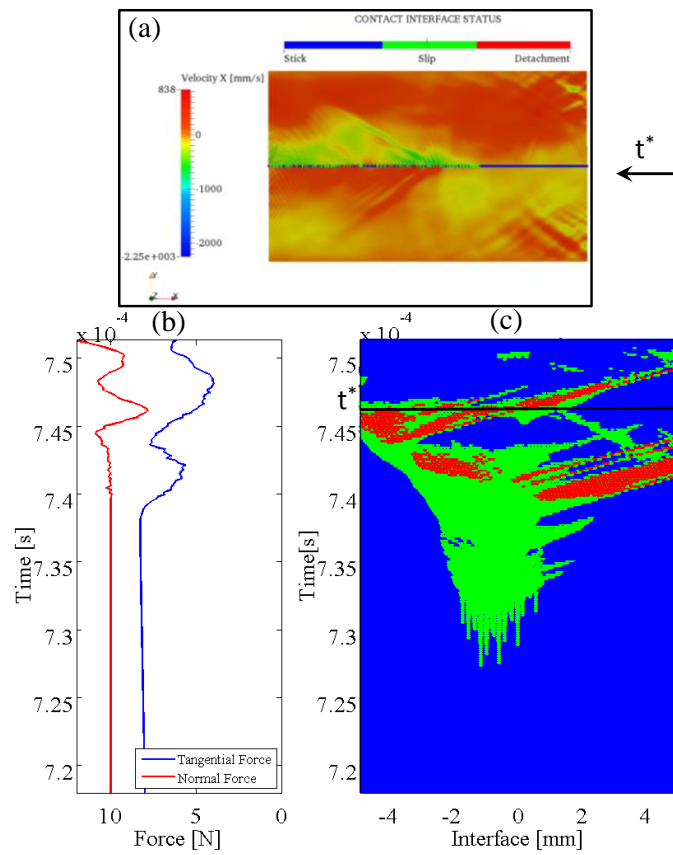 (a)
CONTACT INTERFACE STATUS
Stick Slip Detachment
Velocity X [mm/s]
838
0
-1000
-2000
-2.25e+003
Y
Z X
t*
(b) (c)
x 10 -4
x 10 -4
7.5
7.45
7.4
7.35
7.3
7.25
7.2
Time [s]
Tangential Force
Normal Force
10 5 0
Force [N]
7.5
t*
7.45
7.4
7.35
7.3
7.25
7.2
Time[s]
-4 -2 0 2 4
Interface [mm]